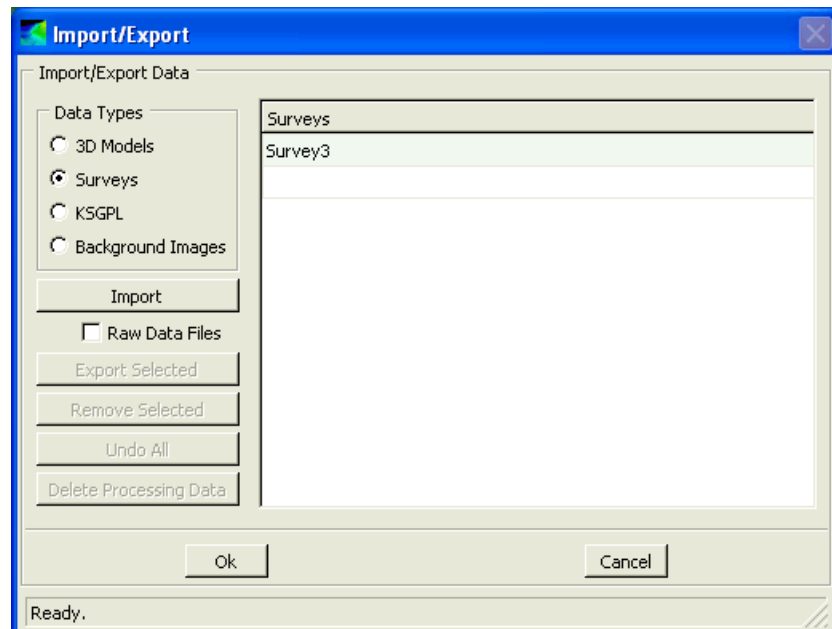 Import/Export
Import/Export Data
Data Types
3D Models
Surveys
KSGPL
Background Images
Import
Raw Data Files
Export Selected
Remove Selected
Undo All
Delete Processing Data
Surveys
Survey3
Ok
Cancel
Ready.